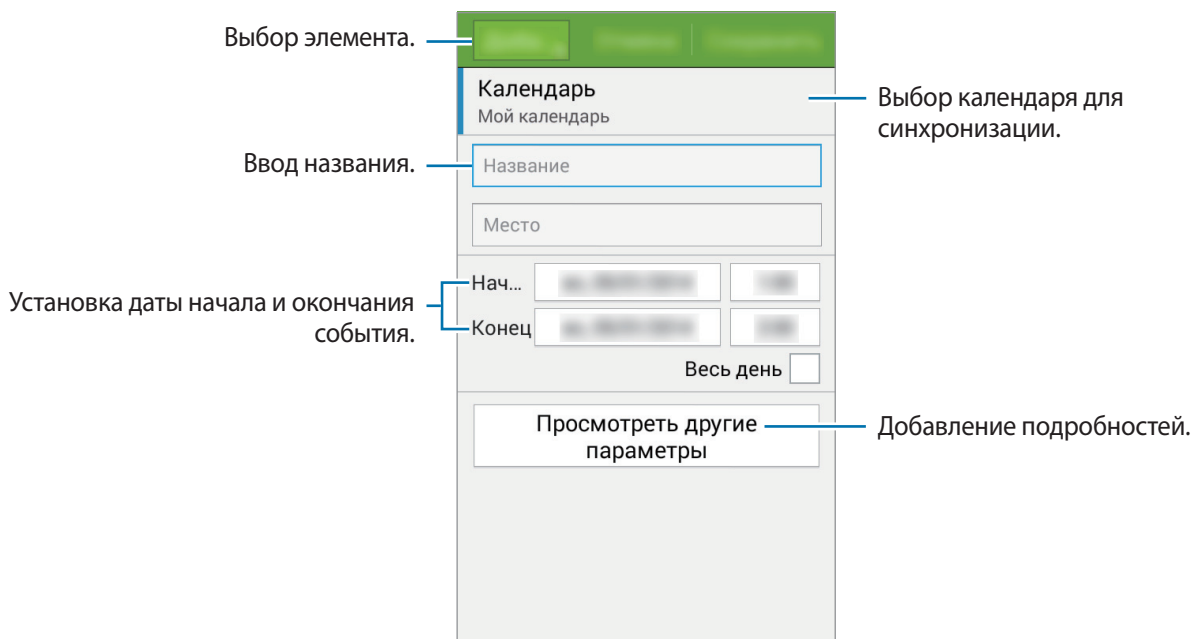 Выбор элемента.
Календарь
Мой календарь
Выбор календаря для
синхронизации.
Ввод названия.
Название
Место
Установка даты начала и окончания
события.
Нач...
Конец
Весь день
Просмотреть другие
параметры
Добавление подробностей.